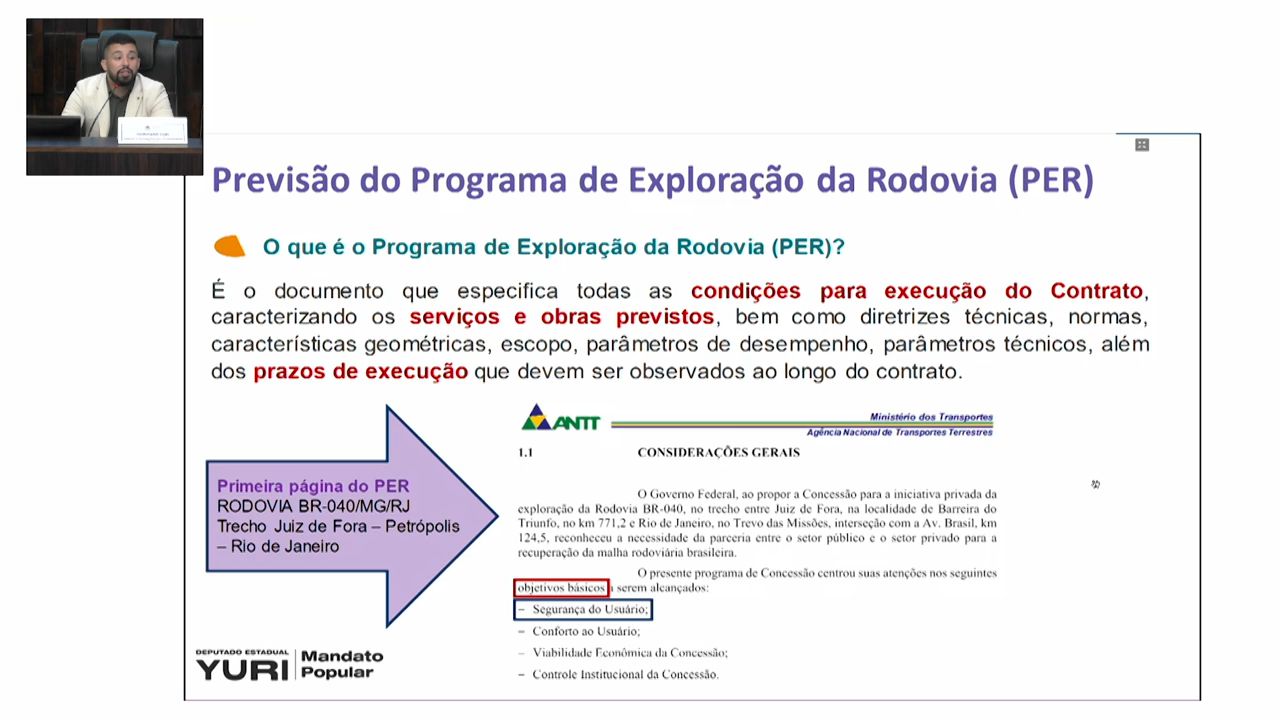 Previsão do Programa de Exploração da Rodovia (PER)
O que é o Programa de Exploração da Rodovia (PER)?
É o documento que especifica todas as condições para execução do Contrato,
caracterizando os serviços e obras previstos, bem como diretrizes técnicas, normas,
características geométricas, escopo, parâmetros de desempenho, parâmetros técnicos, além
dos prazos de execução que devem ser observados ao longo do contrato.
Primeira página do PER
RODOVIA BR-040/MG/RJ
Trecho Juiz de Fora – Petrópolis
– Rio de Janeiro
ANTT
Ministério dos Transportes
Agência Nacional de Transportes Terrestres
1.1 CONSIDERAÇÕES GERAIS
O Governo Federal, ao propor a Concessão para a iniciativa privada da
exploração da Rodovia BR-040, no trecho entre Juiz de Fora, na localidade de Barreira do
Triunfo, no km 771,2 e Rio de Janeiro, no Trevo das Missões, interseção com a Av. Brasil, km
124,5, reconheceu a necessidade da parceria entre o setor público e o setor privado para a
recuperação da malha rodoviária brasileira.
O presente programa de Concessão centrou suas atenções nos seguintes
objetivos básicos a serem alcançados:
– Segurança do Usuário;
– Conforto ao Usuário;
– Viabilidade Econômica da Concessão;
– Controle Institucional da Concessão.
DEPUTADO ESTADUAL
YURI
Mandato
Popular